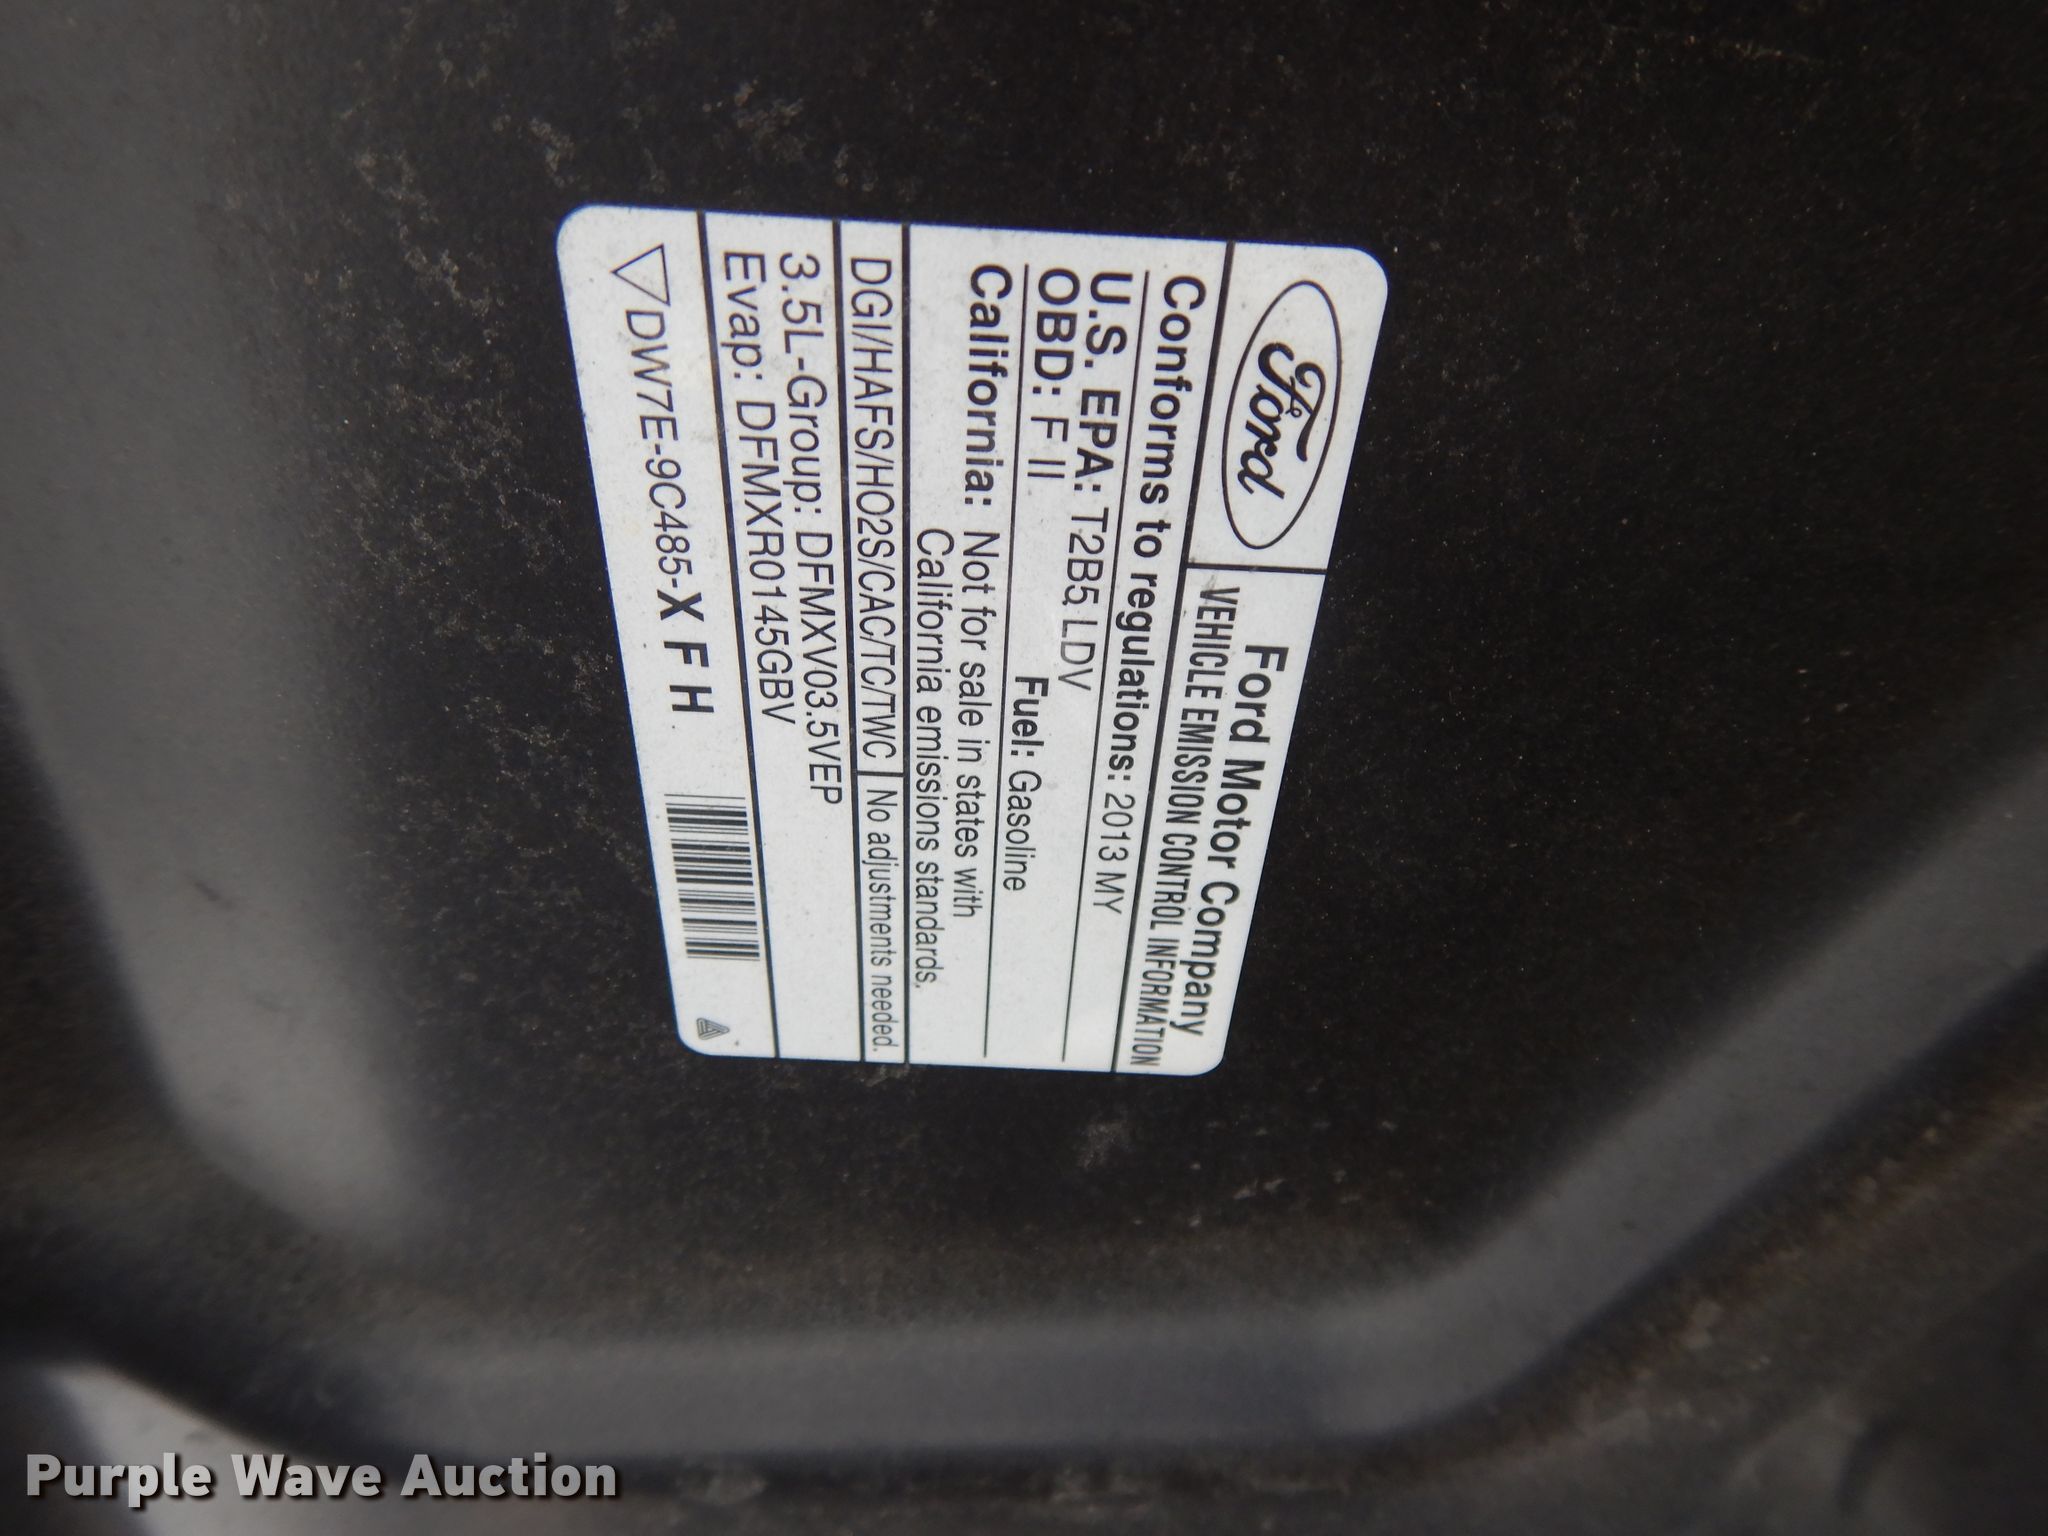 Ford
Ford Motor Company
VEHICLE EMISSION CONTROL INFORMATION
Conforms to regulations: 2013 MY
U.S. EPA: T2B5 LDV
OBD: F II Fuel: Gasoline
California: Not for sale in states with
California emissions standards.
DGI/HAFS/HO2S/CAC/TC/TWC No adjustments needed.
3.5L-Group: DFMXV03.5VEP
Evap: DFMXR0145GBV
DW7E-9C485-X F H
Purple Wave Auction